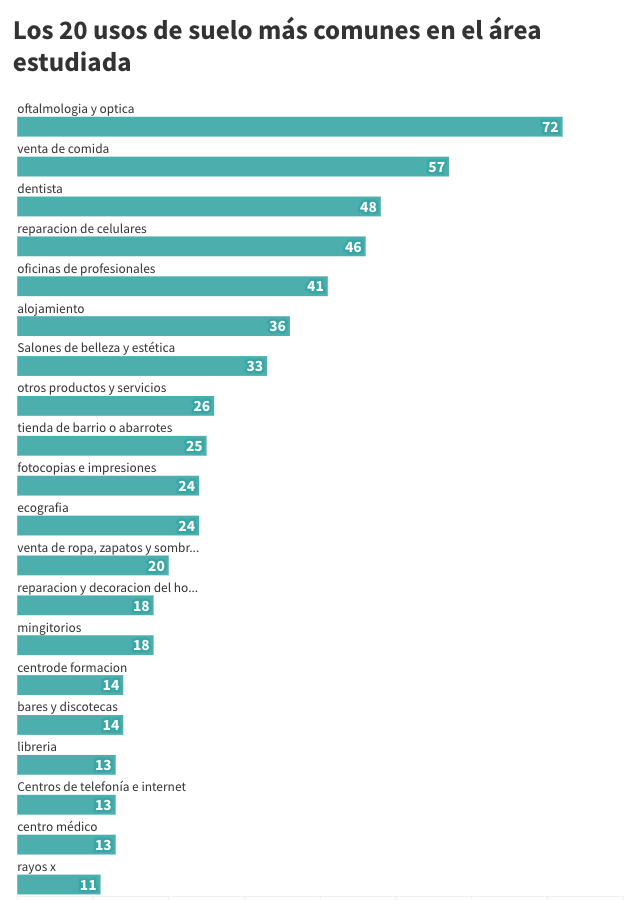 Los 20 usos de suelo más comunes en el área
estudiada
oftalmologia y optica
72
venta de comida
57
dentista
48
reparacion de celulares
46
oficinas de profesionales
41
alojamiento
36
Salones de belleza y estética
33
otros productos y servicios
26
tienda de barrio o abarrotes
25
fotocopias e impresiones
24
ecografia
24
venta de ropa, zapatos y sombr...
20
reparacion y decoracion del ho...
18
mingitorios
18
centrode formacion
14
bares y discotecas
14
libreria
13
Centros de telefonía e internet
13
centro médico
13
rayos x
11